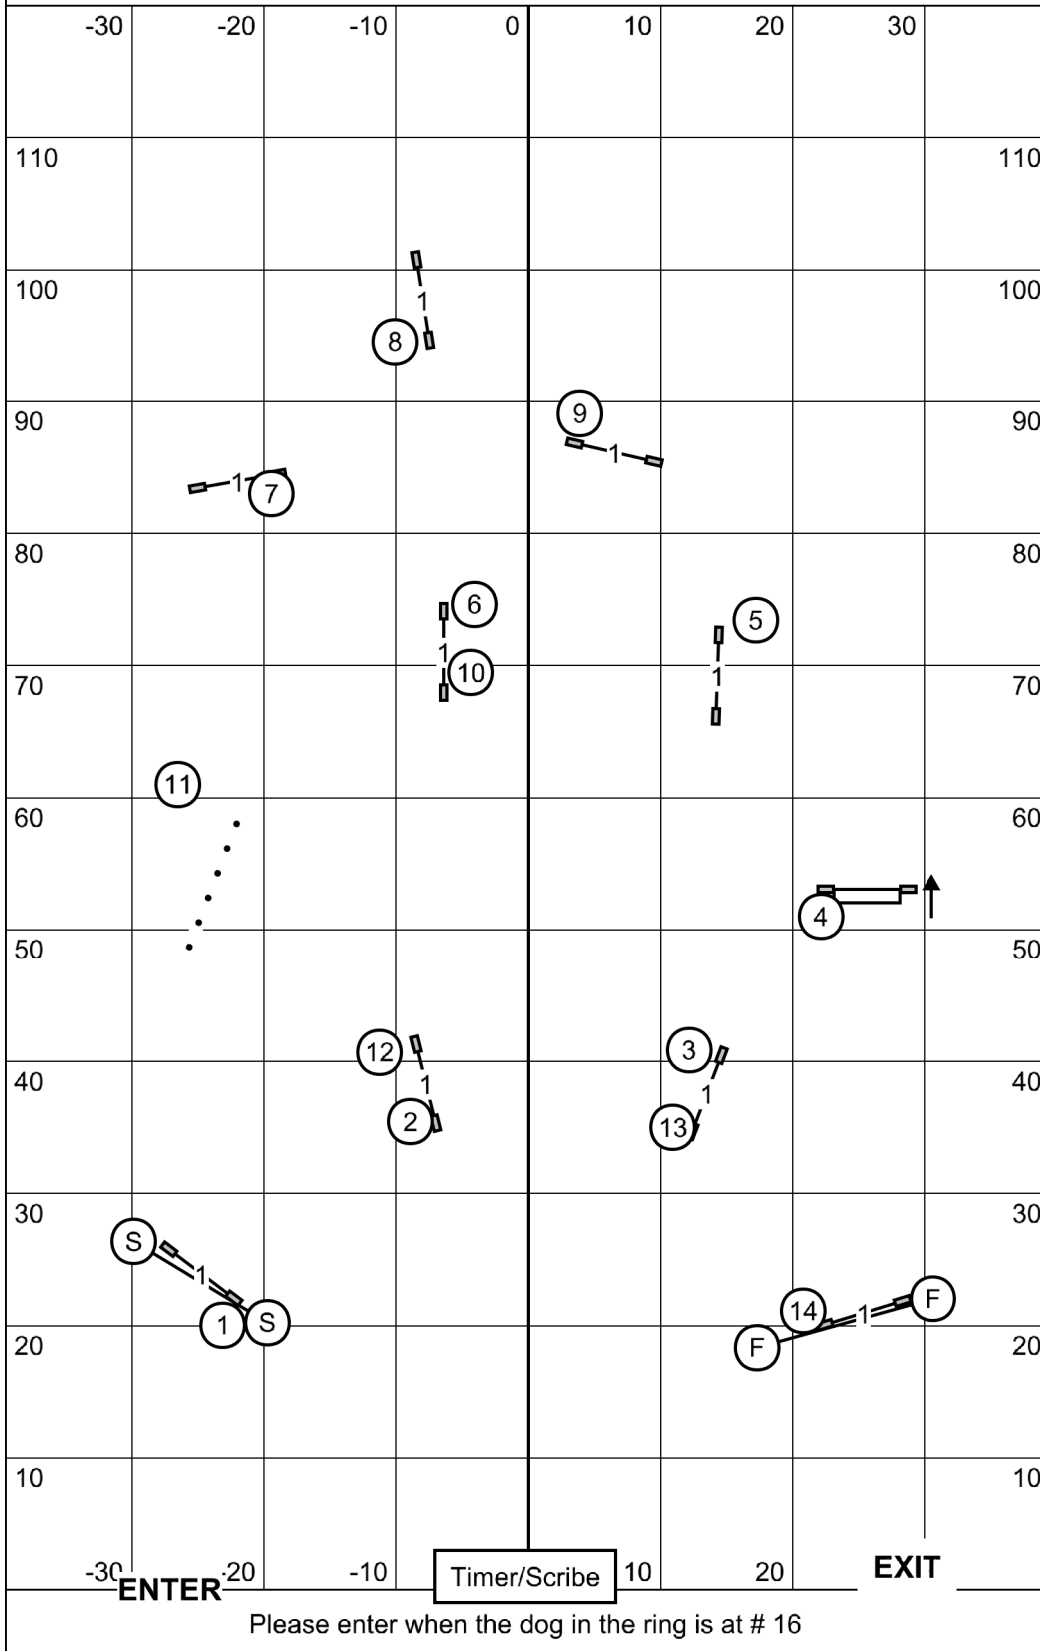 -30 -20 -10 0 10 20 30
110 110
100 1 100
8
90 9 90
1
1 7
80 80
6 5
1 1
70 10 70
11
60 60
4
50 50
12 3
40 1 1 40
2 13
30 30
S 1
1 S 14 1 F
20 F 20
10 10
-30 -20 -10 Timer/Scribe 10 20 EXIT
ENTER
Please enter when the dog in the ring is at # 16